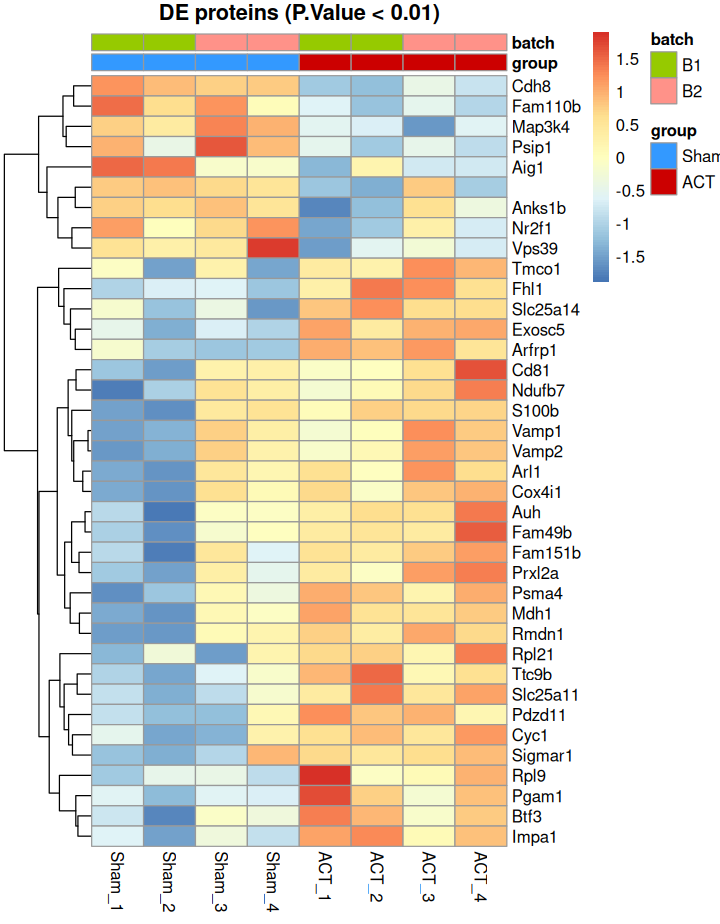 DE proteins (P.Value < 0.01)
batch
group
Cdh8
Fam110b
Map3k4
Psip1
Aig1
Anks1b
Nr2f1
Vps39
Tmco1
Fhl1
Slc25a14
Exosc5
Arfrp1
Cd81
Ndufb7
S100b
Vamp1
Vamp2
Arl1
Cox4i1
Auh
Fam49b
Fam151b
Prxl2a
Psma4
Mdh1
Rmdn1
Rpl21
Ttc9b
Slc25a11
Pdzd11
Cyc1
Sigmar1
Rpl9
Pgam1
Btf3
Impa1
Sham_1
Sham_2
Sham_3
Sham_4
ACT_1
ACT_2
ACT_3
ACT_4
1.5
1
0.5
0
-0.5
-1
-1.5
batch
B1
B2
group
Sham
ACT